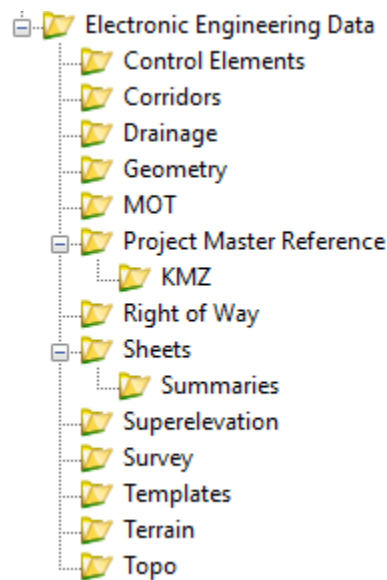 Electronic Engineering Data
Control Elements
Corridors
Drainage
Geometry
MOT
Project Master Reference
KMZ
Right of Way
Sheets
Summaries
Superelevation
Survey
Templates
Terrain
Topo